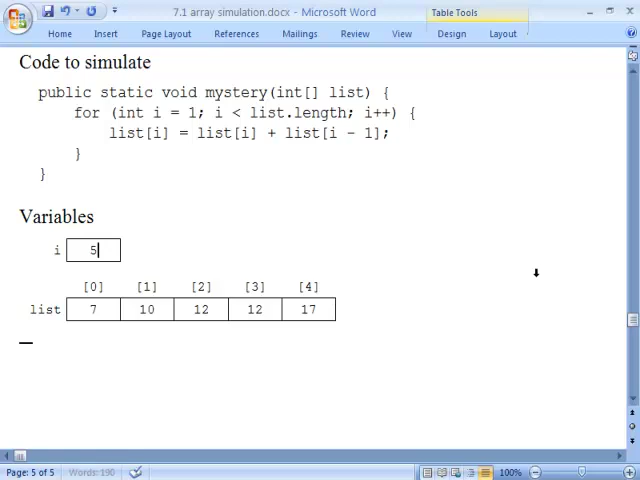 7.1 array simulation.docx - Microsoft Word
Table Tools
Home Insert Page Layout References Mailings Review View Design Layout
Code to simulate
public static void mystery(int[] list) {
for (int i = 1; i < list.length; i++) {
list[i] = list[i] + list[i - 1];
}
}
Variables
i 5
[0] [1] [2] [3] [4]
list 7 10 12 12 17
Page: 5 of 5 Words: 190 100%